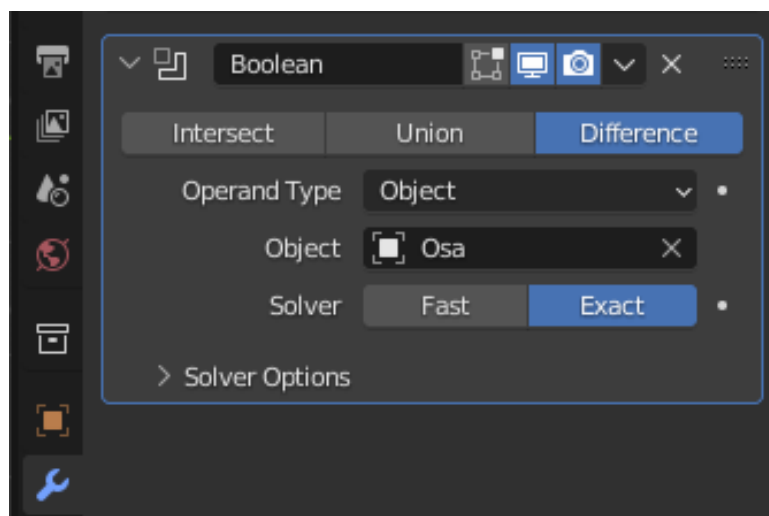 Boolean
Intersect Union Difference
Operand Type Object
Object Osa
Solver Fast Exact
Solver Options